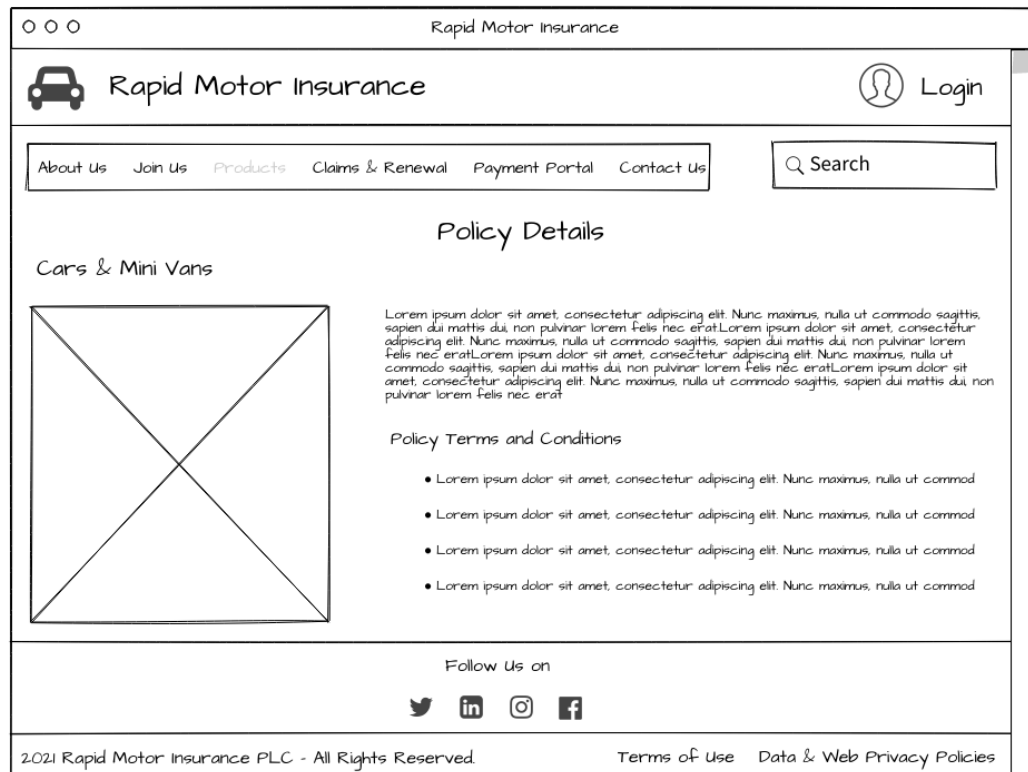 Rapid Motor Insurance
Rapid Motor Insurance
Login
About Us Join Us Products Claims & Renewal Payment Portal Contact Us
Search
Policy Details
Cars & Mini Vans
Lorem ipsum dolor sit amet, consectetur adipiscing elit. Nunc maximus, nulla ut commodo sagittis,
sapien dui mattis dui, non pulvinar lorem felis nec erat.Lorem ipsum dolor sit amet, consectetur
adipiscing elit. Nunc maximus, nulla ut commodo sagittis, sapien dui mattis dui, non pulvinar lorem
felis nec eratLorem ipsum dolor sit amet, consectetur adipiscing elit. Nunc maximus, nulla ut
commodo sagittis, sapien dui mattis dui, non pulvinar lorem felis nec eratLorem ipsum dolor sit
amet, consectetur adipiscing elit. Nunc maximus, nulla ut commodo sagittis, sapien dui mattis dui, non
pulvinar lorem felis nec erat
Policy Terms and Conditions
• Lorem ipsum dolor sit amet, consectetur adipiscing elit. Nunc maximus, nulla ut commod
• Lorem ipsum dolor sit amet, consectetur adipiscing elit. Nunc maximus, nulla ut commod
• Lorem ipsum dolor sit amet, consectetur adipiscing elit. Nunc maximus, nulla ut commod
• Lorem ipsum dolor sit amet, consectetur adipiscing elit. Nunc maximus, nulla ut commod
Follow Us on
in
2021 Rapid Motor Insurance PLC - All Rights Reserved.
Terms of Use Data & Web Privacy Policies